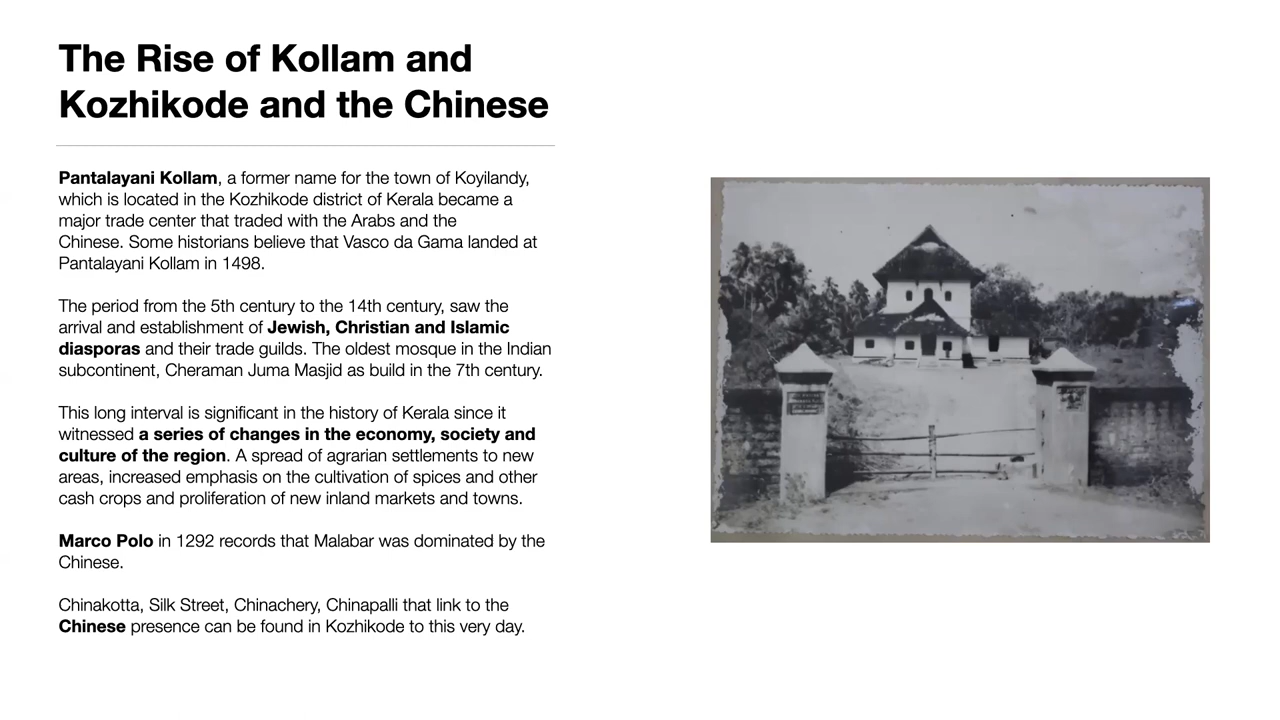 The Rise of Kollam and
Kozhikode and the Chinese
Pantalayani Kollam, a former name for the town of Koyilandy,
which is located in the Kozhikode district of Kerala became a
major trade center that traded with the Arabs and the
Chinese. Some historians believe that Vasco da Gama landed at
Pantalayani Kollam in 1498.
The period from the 5th century to the 14th century, saw the
arrival and establishment of Jewish, Christian and Islamic
diasporas and their trade guilds. The oldest mosque in the Indian
subcontinent, Cheraman Juma Masjid as build in the 7th century.
This long interval is significant in the history of Kerala since it
witnessed a series of changes in the economy, society and
culture of the region. A spread of agrarian settlements to new
areas, increased emphasis on the cultivation of spices and other
cash crops and proliferation of new inland markets and towns.
Marco Polo in 1292 records that Malabar was dominated by the
Chinese.
Chinakotta, Silk Street, Chinachery, Chinapalli that link to the
Chinese presence can be found in Kozhikode to this very day.